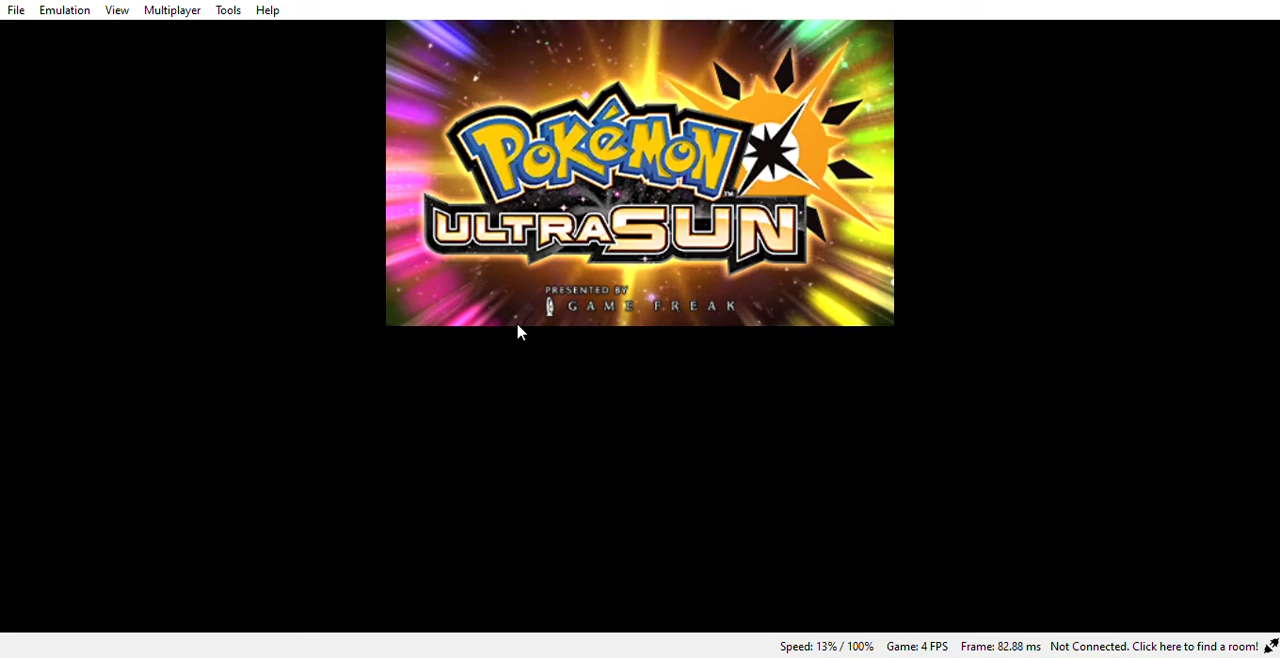 File Emulation View Multiplayer Tools Help
POKéMON
TM
ULTRA SUN
PRESENTED BY
GAME FREAK
Speed: 13% / 100% Game: 4 FPS Frame: 82.88 ms Not Connected. Click here to find a room!